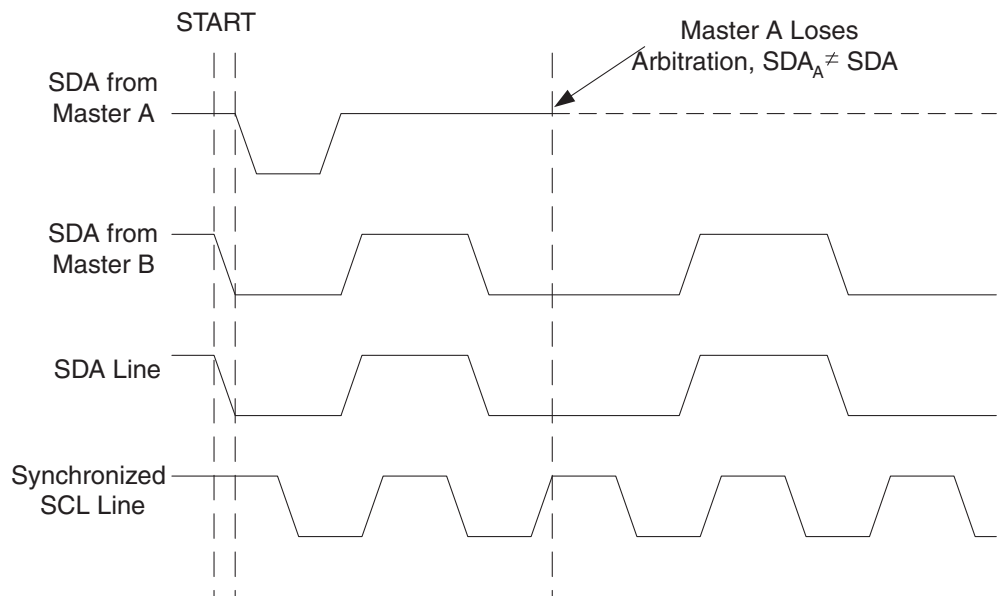 START
Master A Loses
Arbitration, SDA_A ≠ SDA
SDA from
Master A
SDA from
Master B
SDA Line
Synchronized
SCL Line